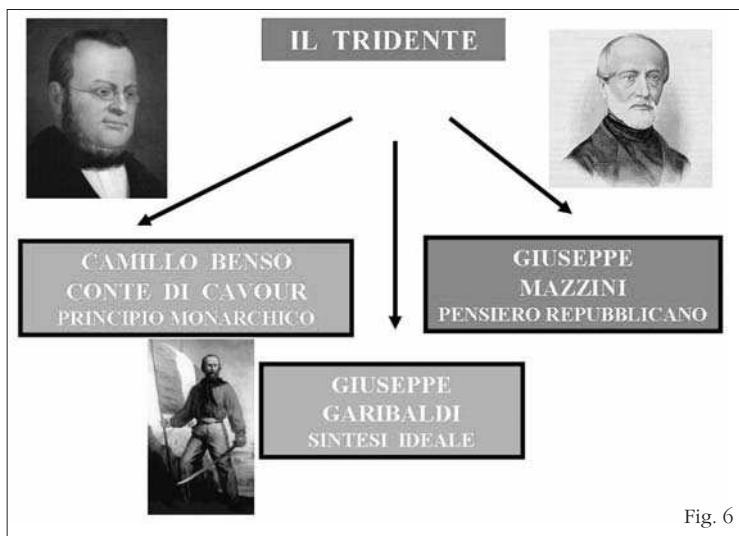 IL TRIDENTE
CAMILLO BENSO
CONTE DI CAVOUR
PRINCIPIO MONARCHICO
GIUSEPPE
MAZZINI
PENSIERO REPUBBLICANO
GIUSEPPE
GARIBALDI
SINTESI IDEALE
Fig. 6